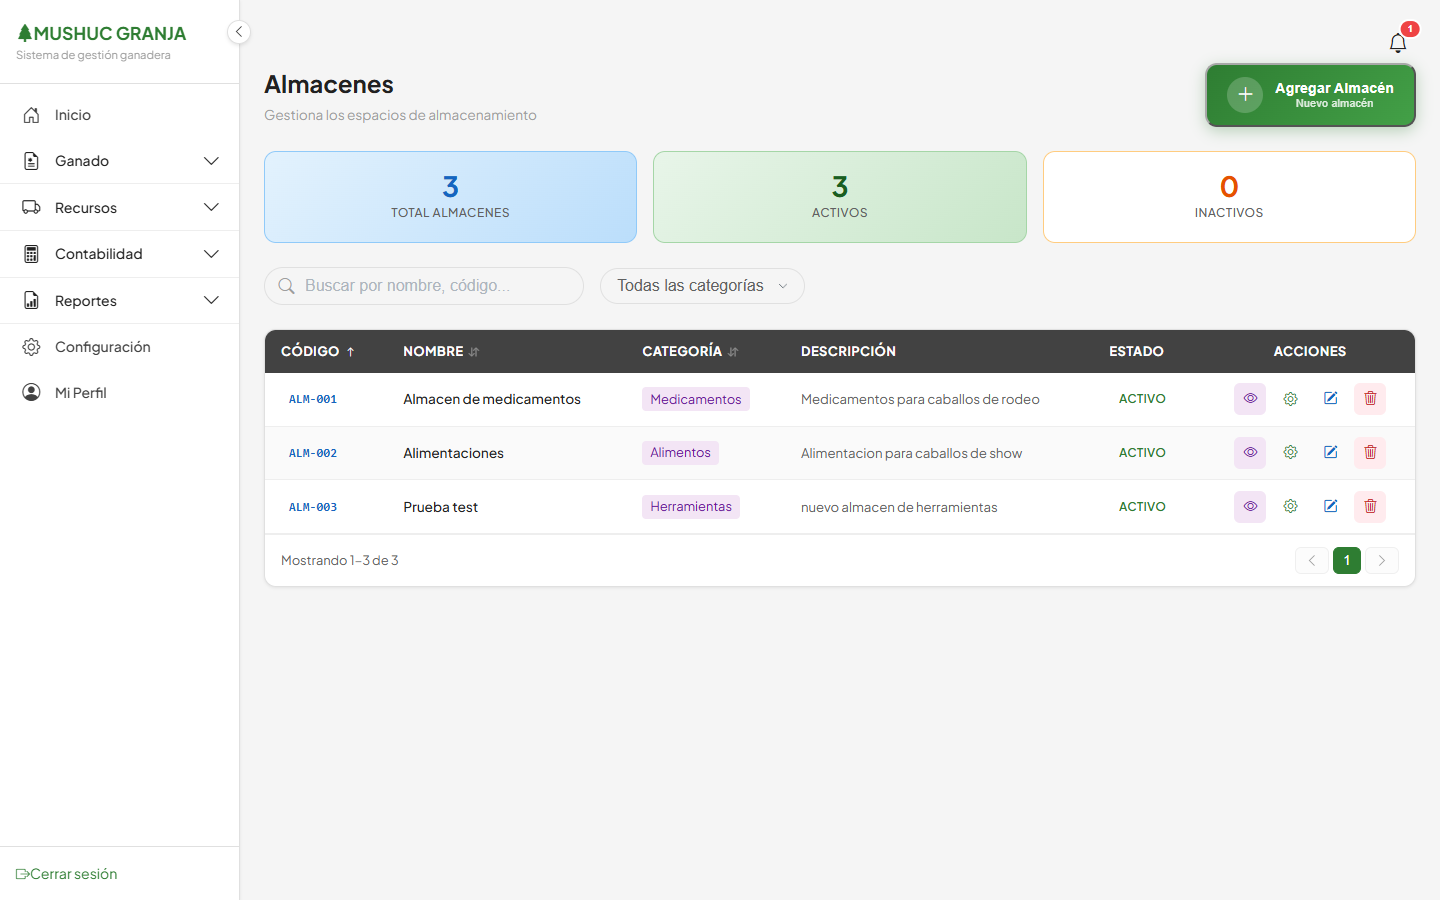 MUSHUC GRANJA
Sistema de gestión ganadera
Inicio
Ganado
Recursos
Contabilidad
Reportes
Configuración
Mi Perfil
Cerrar sesión
1
Almacenes
Gestiona los espacios de almacenamiento
Agregar Almacén
Nuevo almacén
3
TOTAL ALMACENES
3
ACTIVOS
0
INACTIVOS
Buscar por nombre, código...
Todas las categorías
CÓDIGO NOMBRE CATEGORÍA DESCRIPCIÓN ESTADO ACCIONES
ALM-001 Almacen de medicamentos Medicamentos Medicamentos para caballos de rodeo ACTIVO
ALM-002 Alimentaciones Alimentos Alimentacion para caballos de show ACTIVO
ALM-003 Prueba test Herramientas nuevo almacen de herramientas ACTIVO
Mostrando 1–3 de 3
1